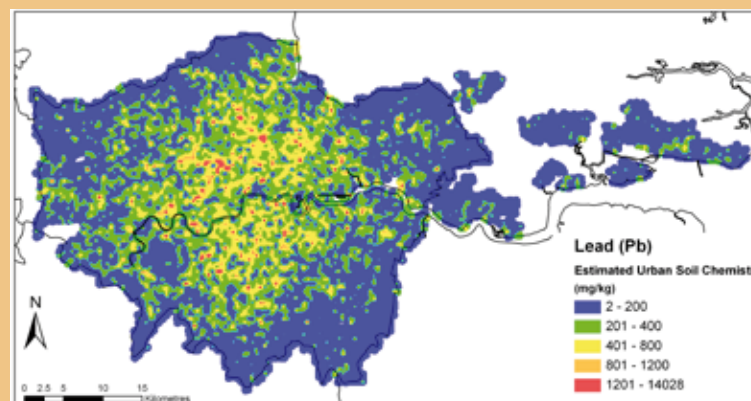 Lead (Pb)
Estimated Urban Soil Chemist
(mg/kg)
2 - 200
201 - 400
401 - 800
801 - 1200
1201 - 14028
N
0 2.5 5 10 15
Kilometres